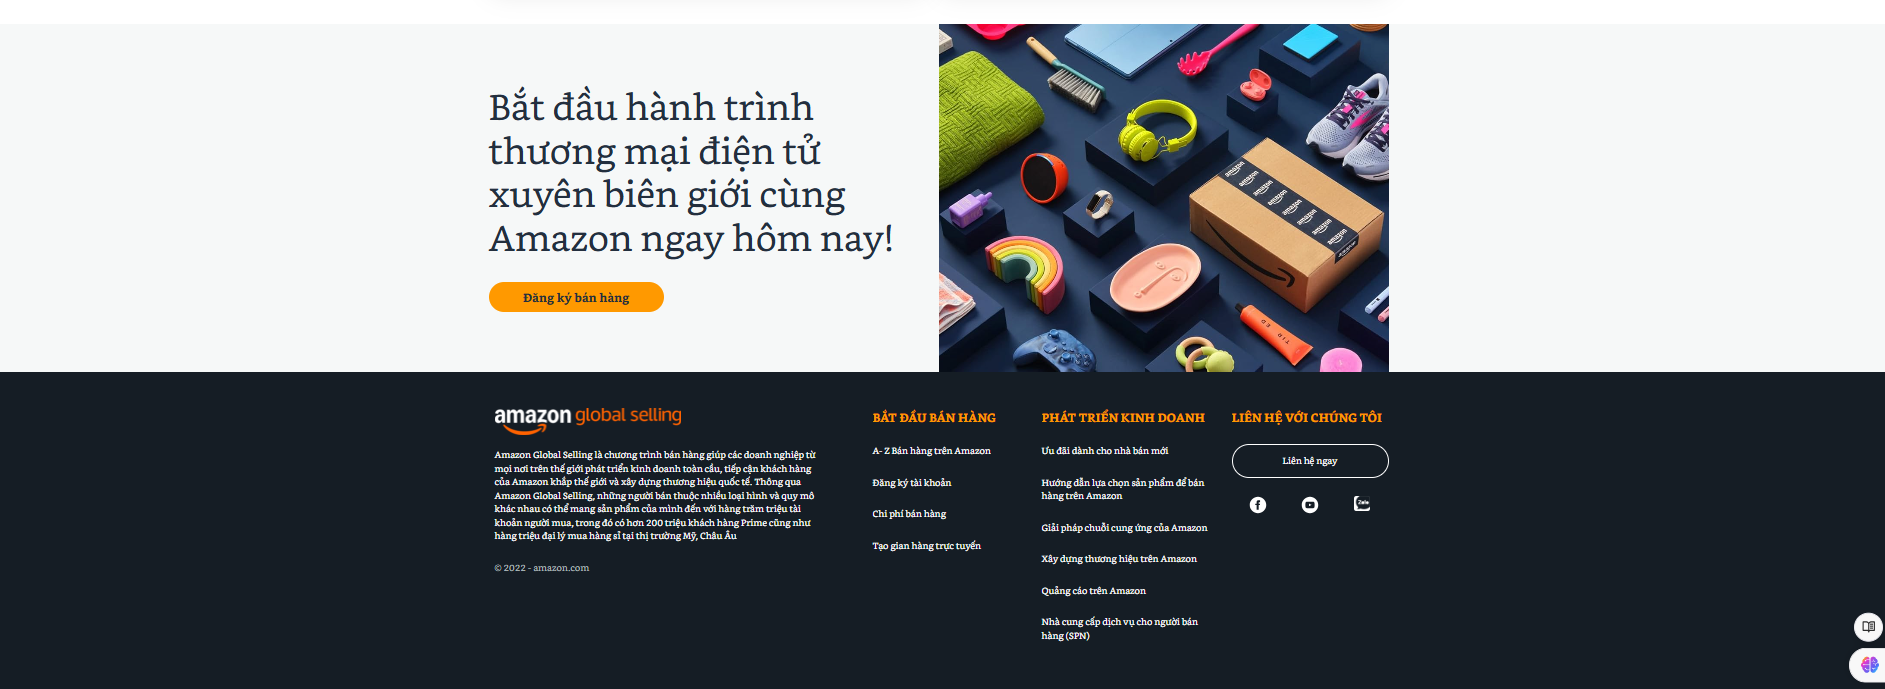 Bắt đầu hành trình
thương mại điện tử
xuyên biên giới cùng
Amazon ngay hôm nay!
Đăng ký bán hàng
amazon
amazon
amazon
amazon
amazon
amazon
amazon
amazon global selling
Amazon Global Selling là chương trình bán hàng giúp các doanh nghiệp từ
mọi nơi trên thế giới phát triển kinh doanh toàn cầu, tiếp cận khách hàng
của Amazon khắp thế giới và xây dựng thương hiệu quốc tế. Thông qua
Amazon Global Selling, những người bán thuộc nhiều loại hình và quy mô
khác nhau có thể mang sản phẩm của mình đến với hàng trăm triệu tài
khoản người mua, trong đó có hơn 200 triệu khách hàng Prime cũng như
hàng triệu đại lý mua hàng sỉ tại thị trường Mỹ, Châu Âu
© 2022 - amazon.com
BẮT ĐẦU BÁN HÀNG
A- Z Bán hàng trên Amazon
Đăng ký tài khoản
Chi phí bán hàng
Tạo gian hàng trực tuyến
PHÁT TRIỂN KINH DOANH
Ưu đãi dành cho nhà bán mới
Hướng dẫn lựa chọn sản phẩm để bán
hàng trên Amazon
Giải pháp chuỗi cung ứng của Amazon
Xây dựng thương hiệu trên Amazon
Quảng cáo trên Amazon
Nhà cung cấp dịch vụ cho người bán
hàng (SPN)
LIÊN HỆ VỚI CHÚNG TÔI
Liên hệ ngay
Zalo